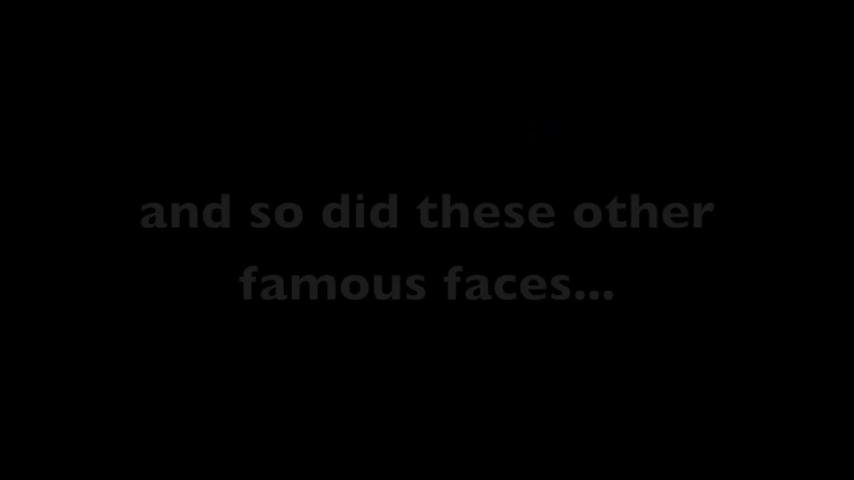 and so did these other
famous faces...